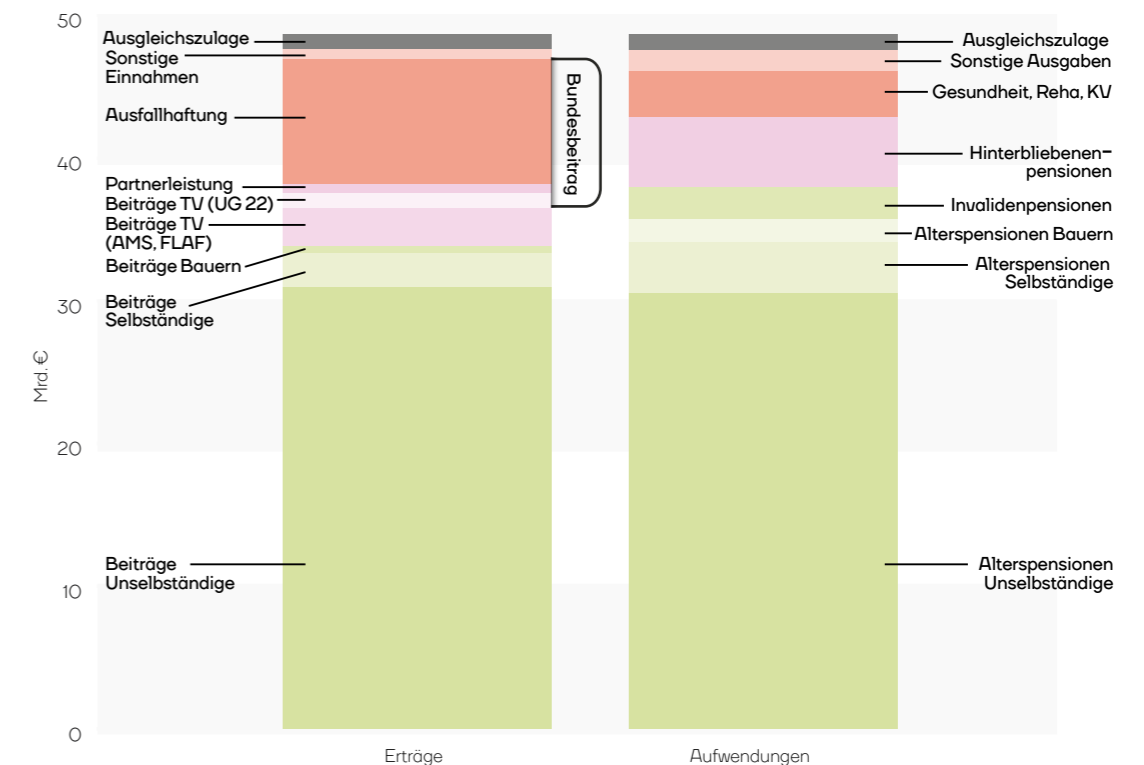 50
40
30
20
10
0
Mrd. €
Ausgleichszulage
Sonstige
Einnahmen
Ausfallhaftung
Partnerleistung
Beiträge TV (UG 22)
Beiträge TV
(AMS, FLAF)
Beiträge Bauern
Beiträge
Selbständige
Beiträge
Unselbständige
Bundesbeitrag
Ausgleichszulage
Sonstige Ausgaben
Gesundheit, Reha, KV
Hinterbliebenen-
pensionen
Invalidenpensionen
Alterspensionen Bauern
Alterspensionen
Selbständige
Alterspensionen
Unselbständige
Erträge
Aufwendungen